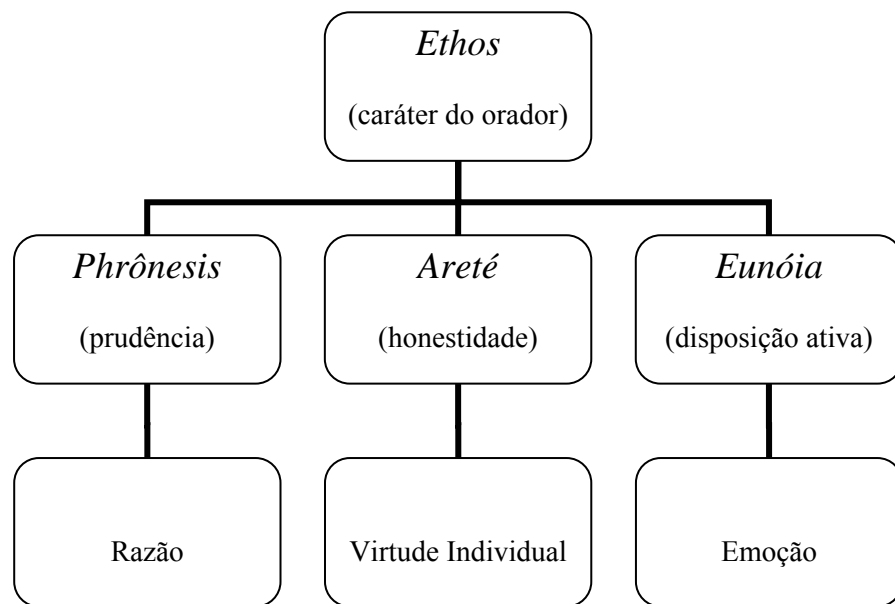 Ethos
(caráter do orador)
Phrônesis
(prudência)
Areté
(honestidade)
Eunóia
(disposição ativa)
Razão
Virtude Individual
Emoção